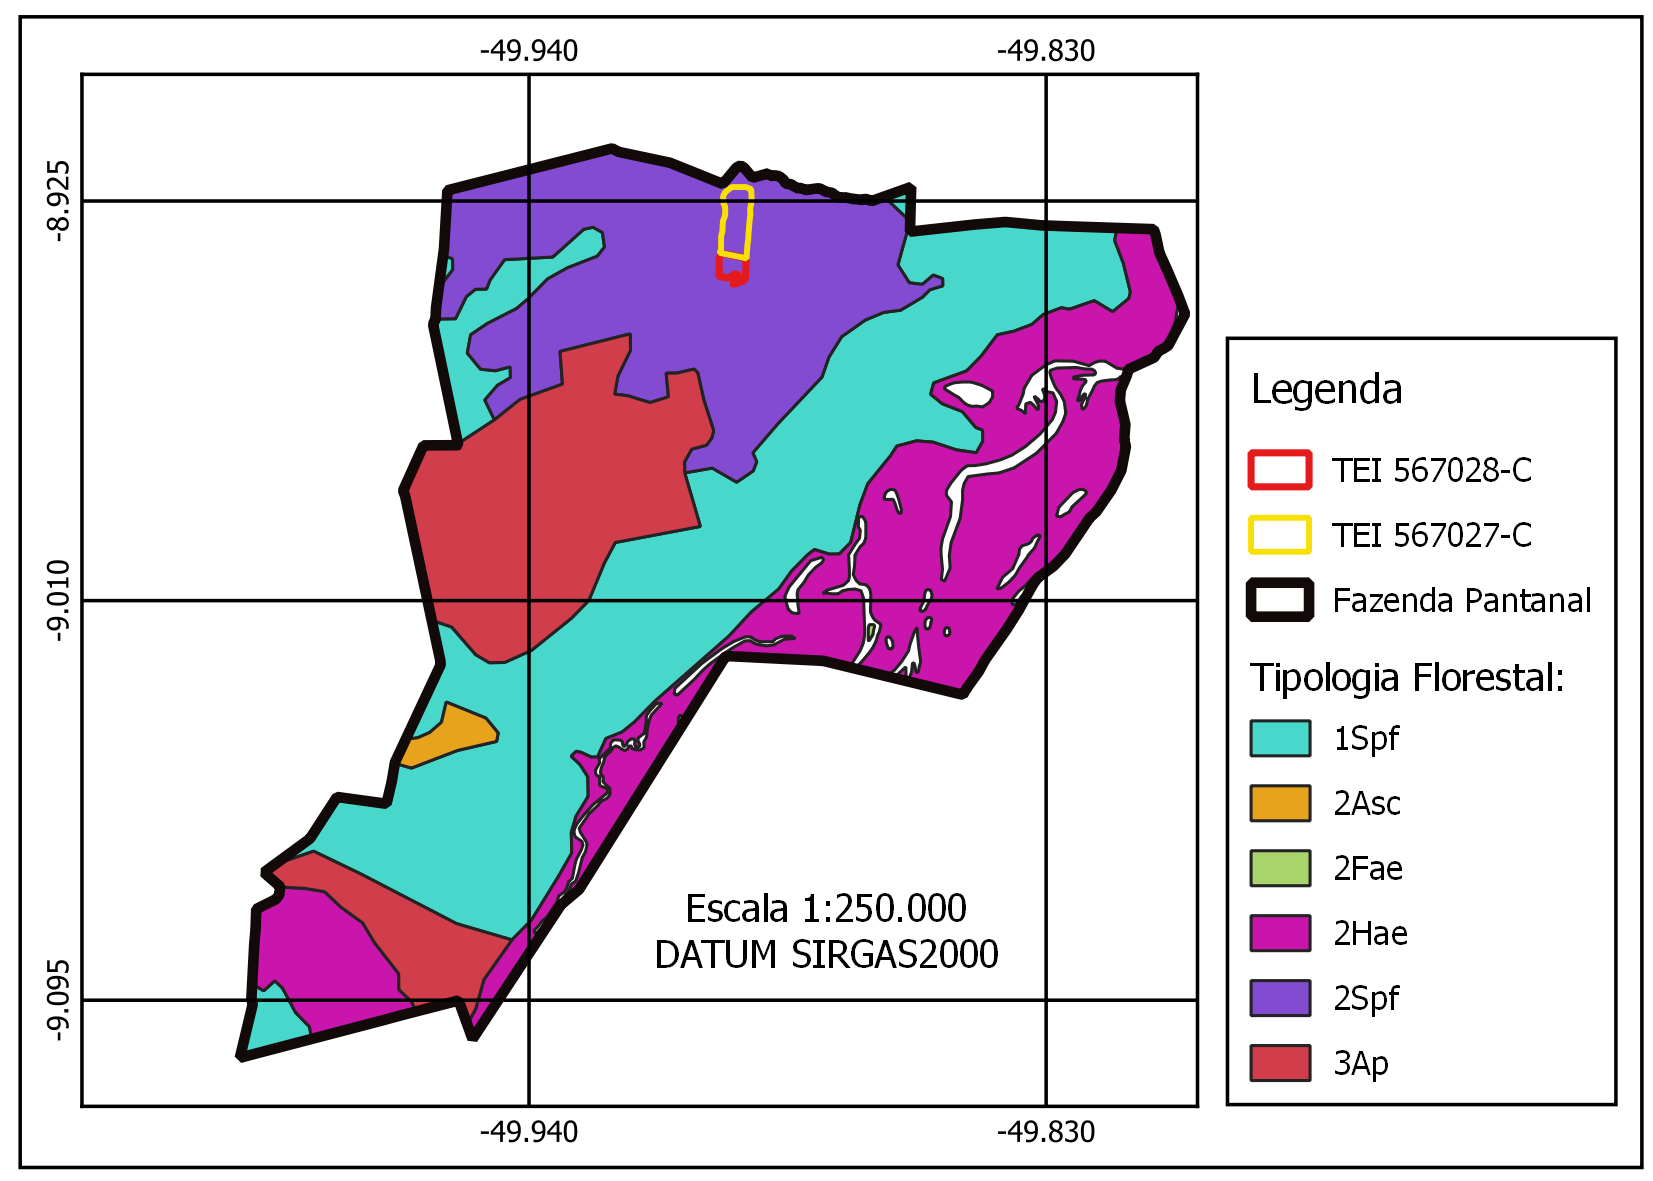 -49.940 -49.830
-8.925
-9.010
-9.095
Legenda
TEI 567028-C
TEI 567027-C
Fazenda Pantanal
Tipologia Florestal:
1Spf
2Asc
2Fae
2Hae
2Spf
3Ap
Escala 1:250.000
DATUM SIRGAS2000
-49.940 -49.830